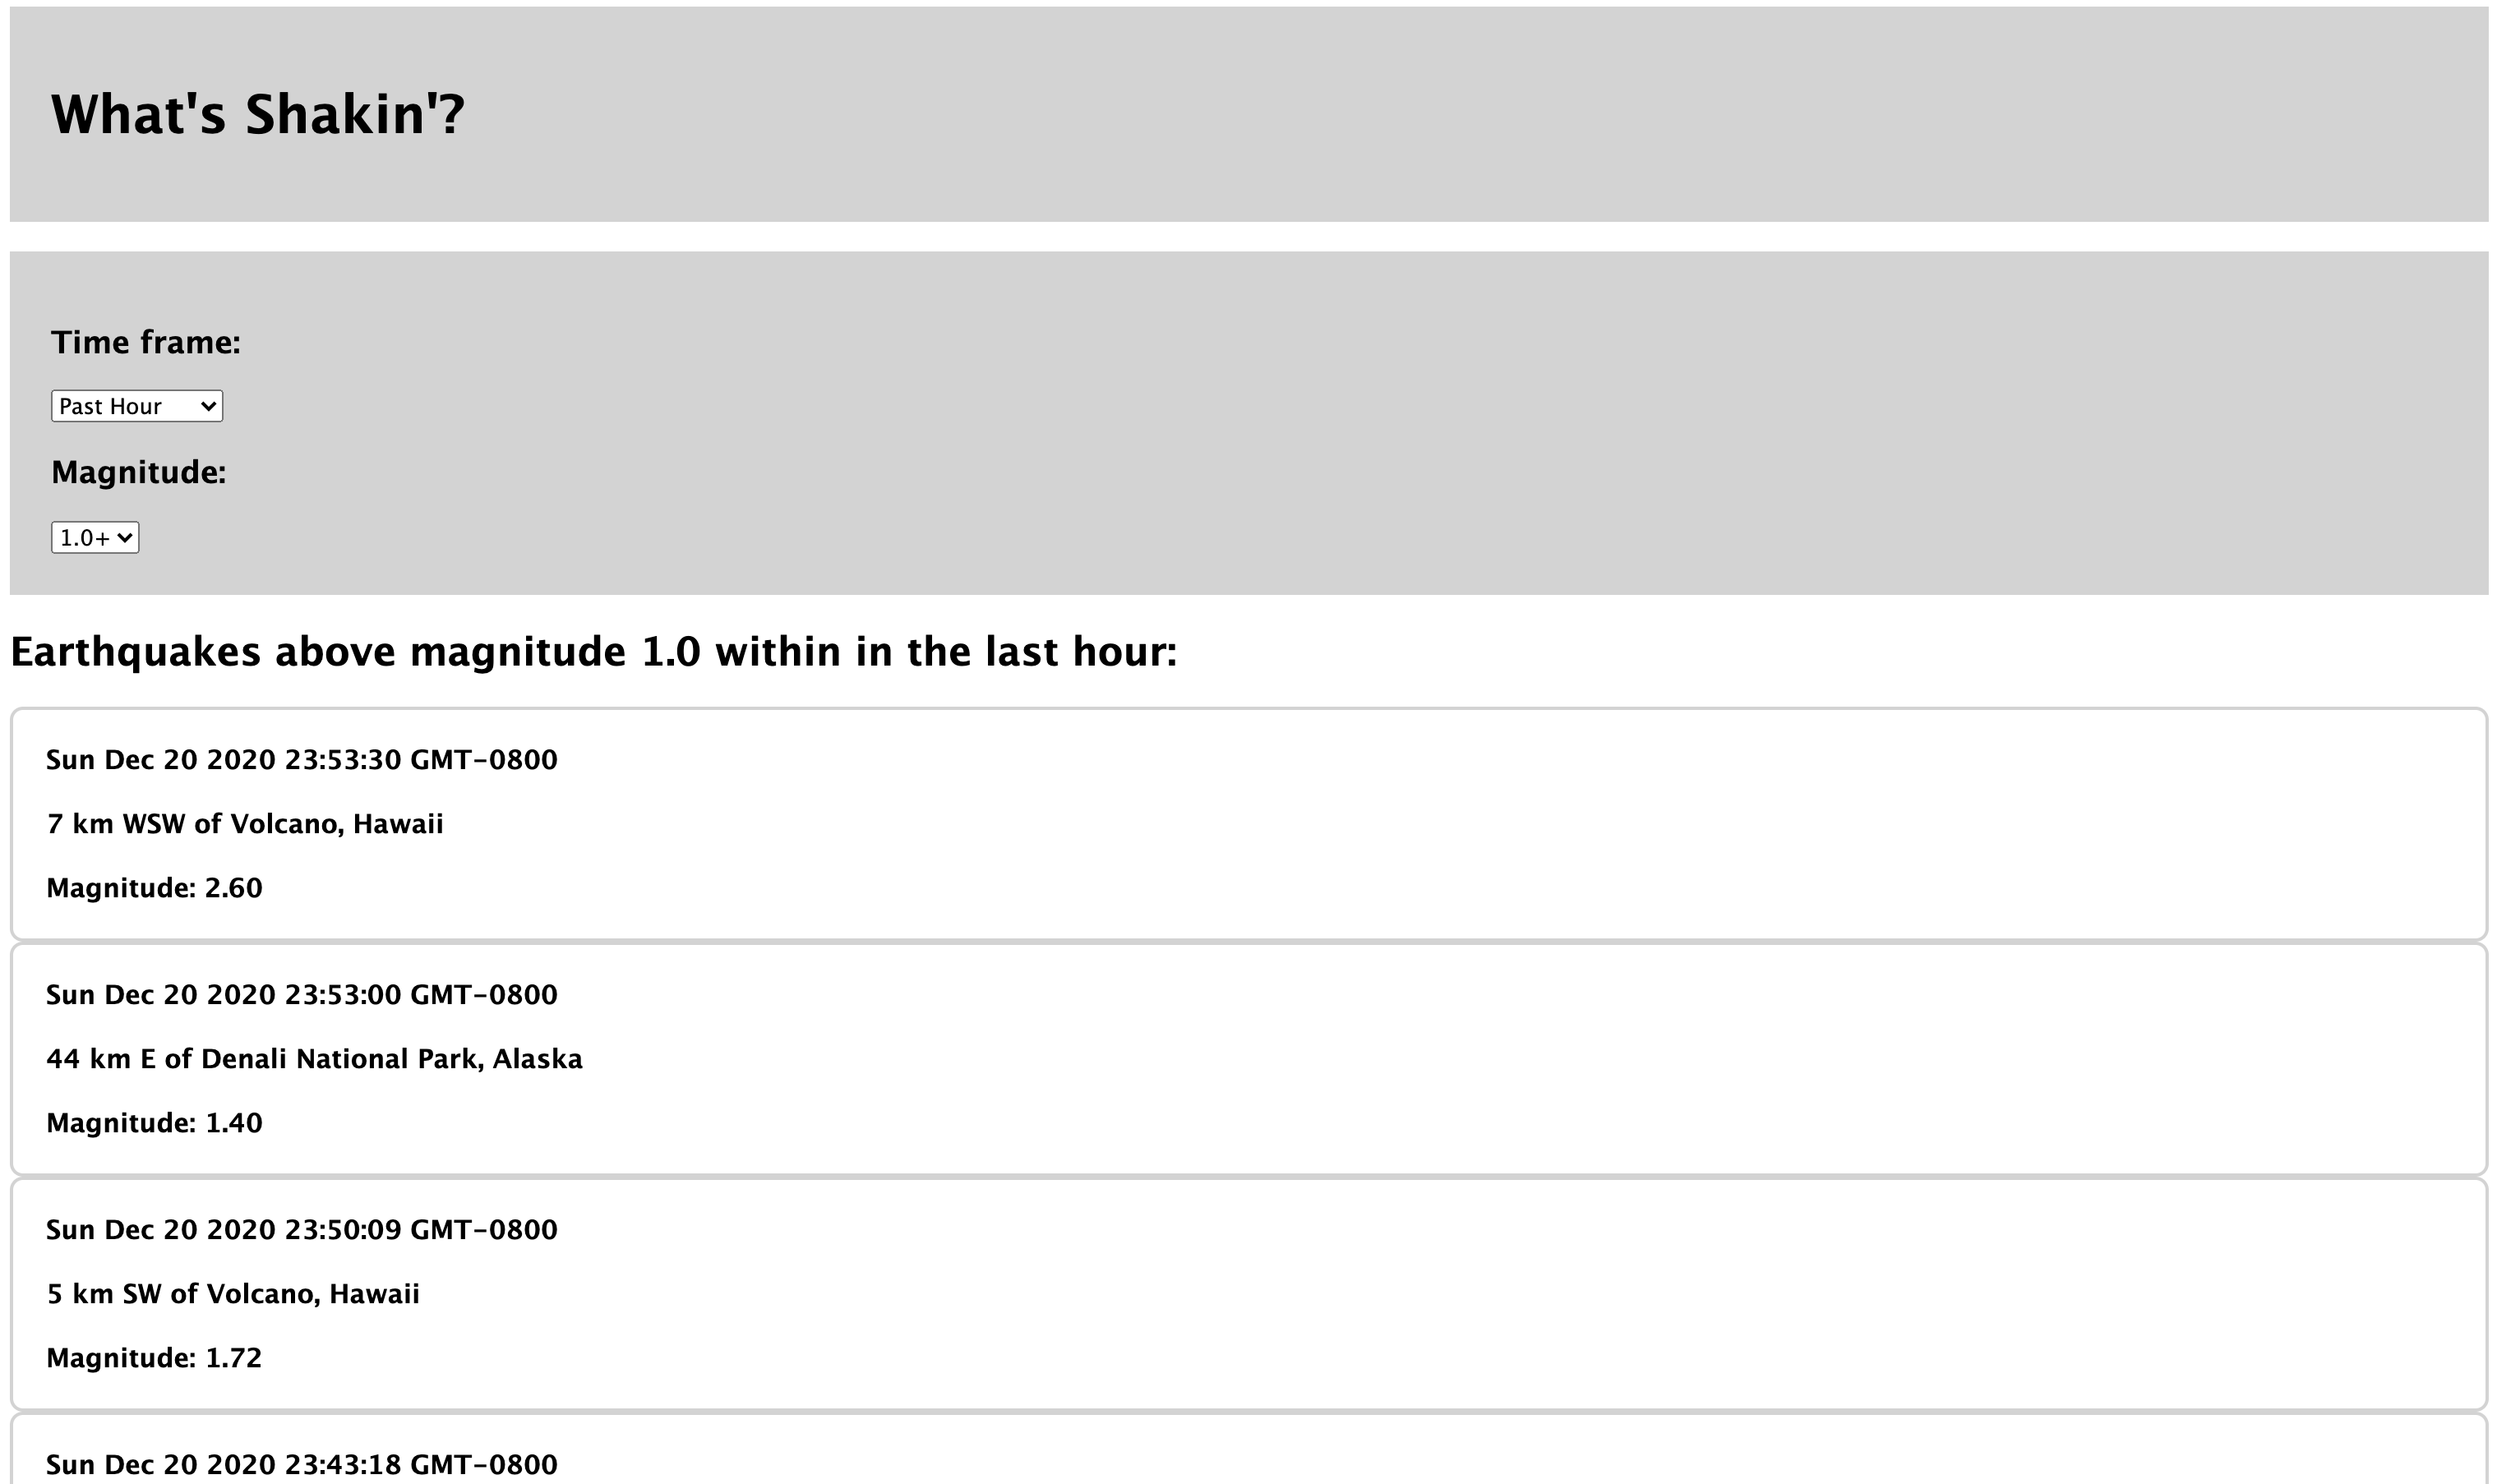 What's Shakin'?
Time frame:
Past Hour
Magnitude:
1.0+
Earthquakes above magnitude 1.0 within in the last hour:
Sun Dec 20 2020 23:53:30 GMT-0800
7 km WSW of Volcano, Hawaii
Magnitude: 2.60
Sun Dec 20 2020 23:53:00 GMT-0800
44 km E of Denali National Park, Alaska
Magnitude: 1.40
Sun Dec 20 2020 23:50:09 GMT-0800
5 km SW of Volcano, Hawaii
Magnitude: 1.72
Sun Dec 20 2020 23:43:18 GMT-0800